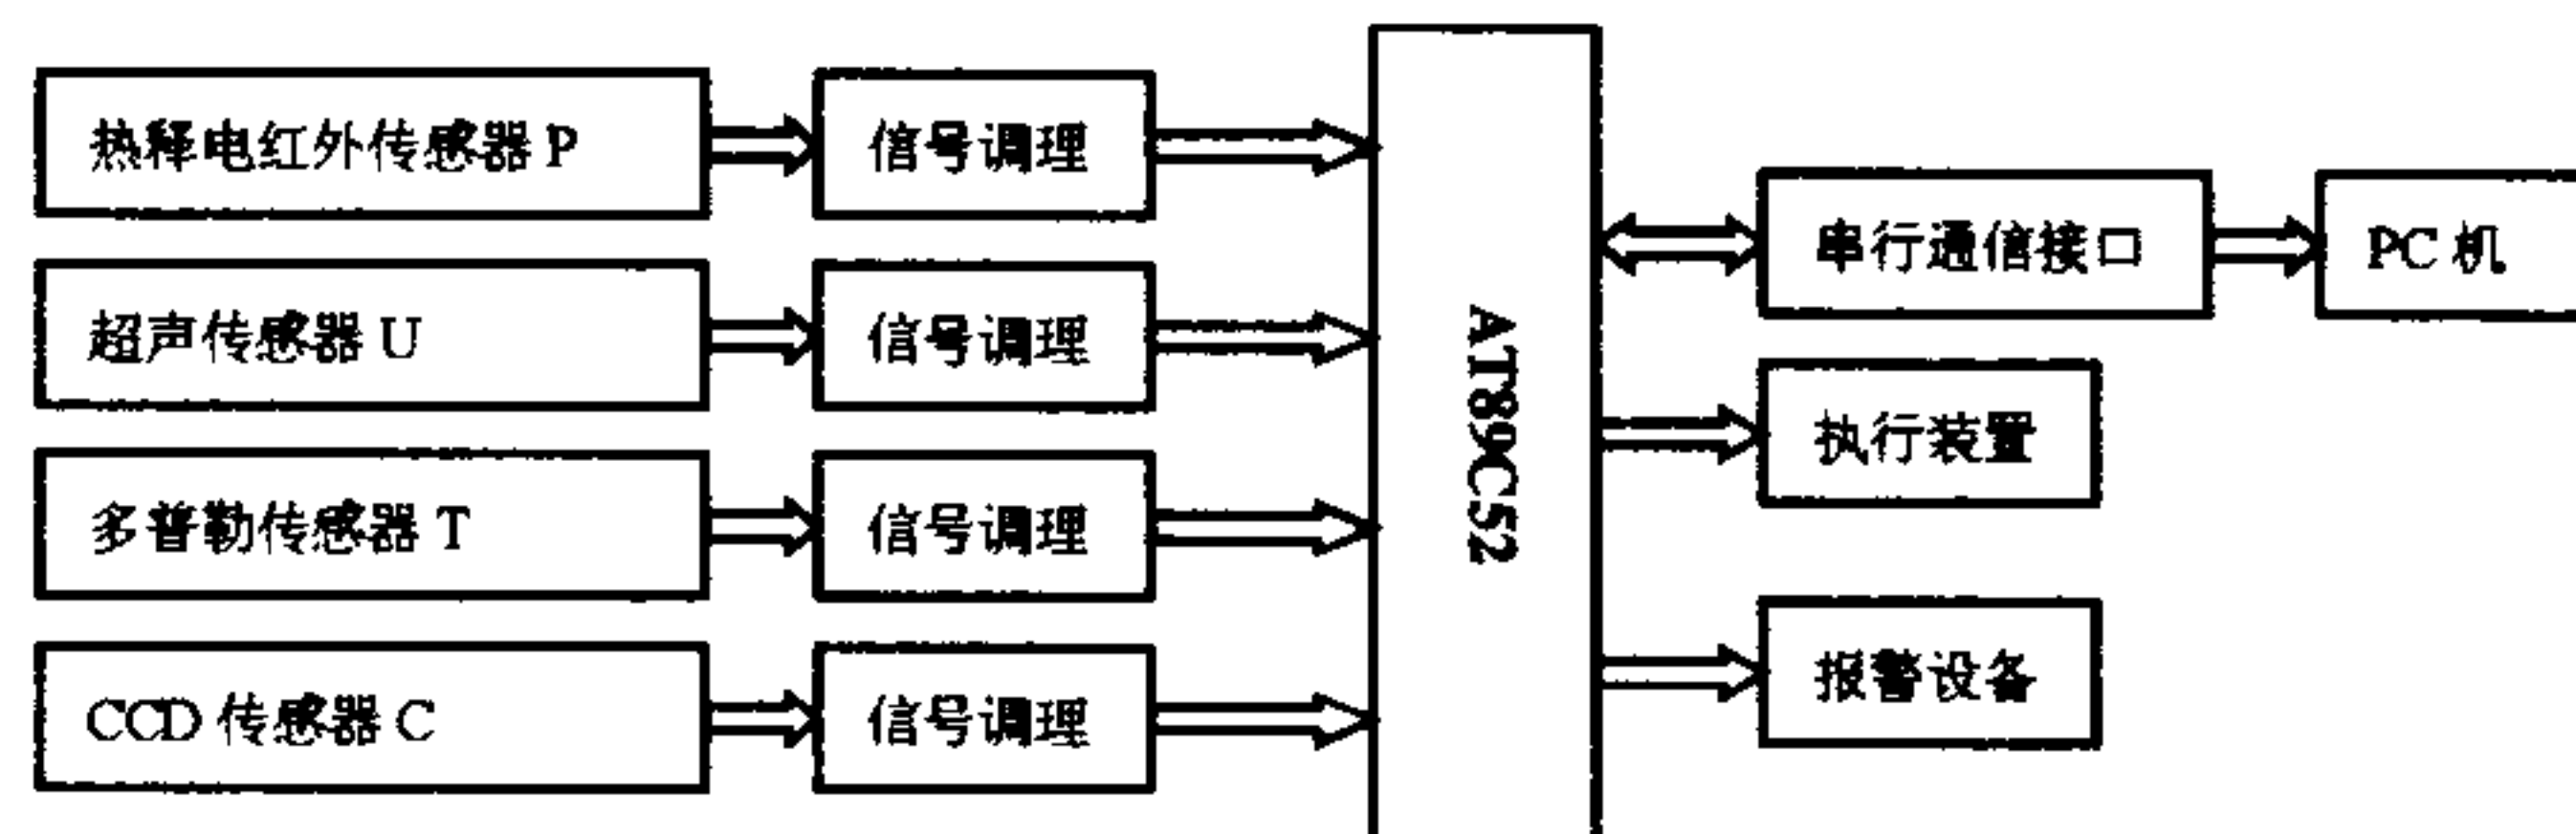 热释电红外传感器 P
信号调理
超声传感器 U
信号调理
多普勒传感器 T
信号调理
CCD 传感器 C
信号调理
AT89C52
串行通信接口
PC 机
执行装置
报警设备